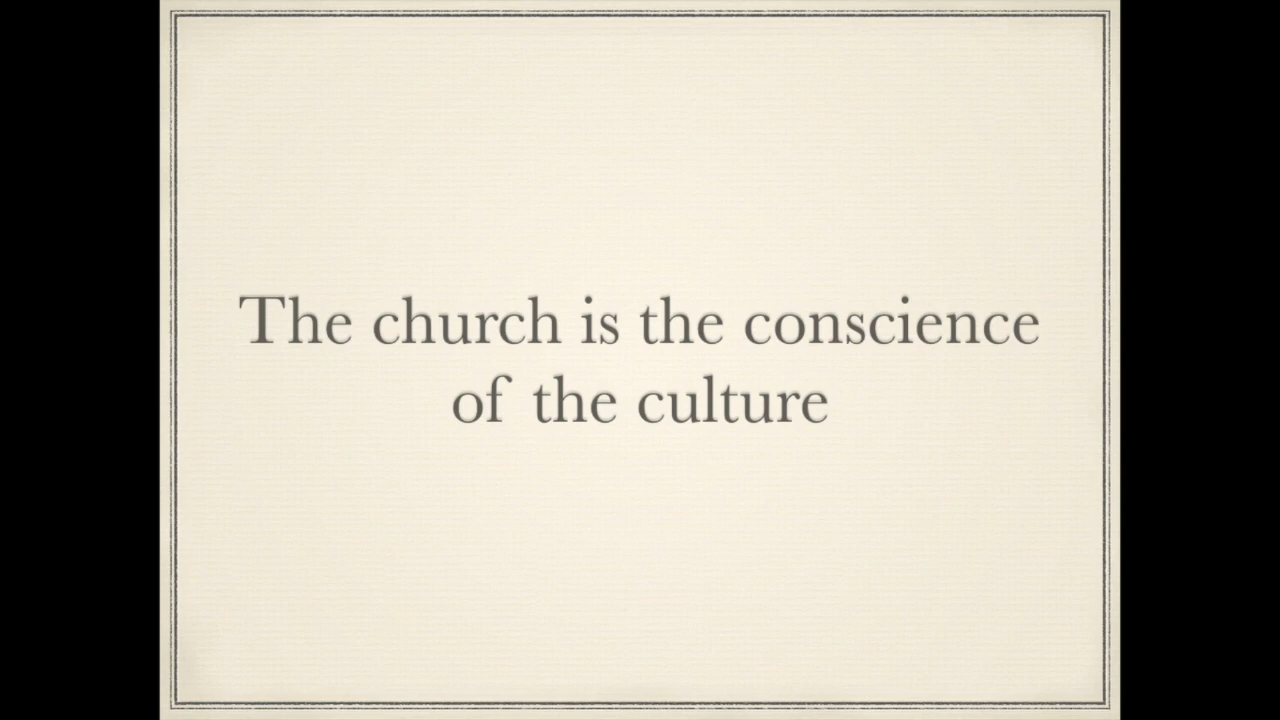 The church is the conscience
of the culture